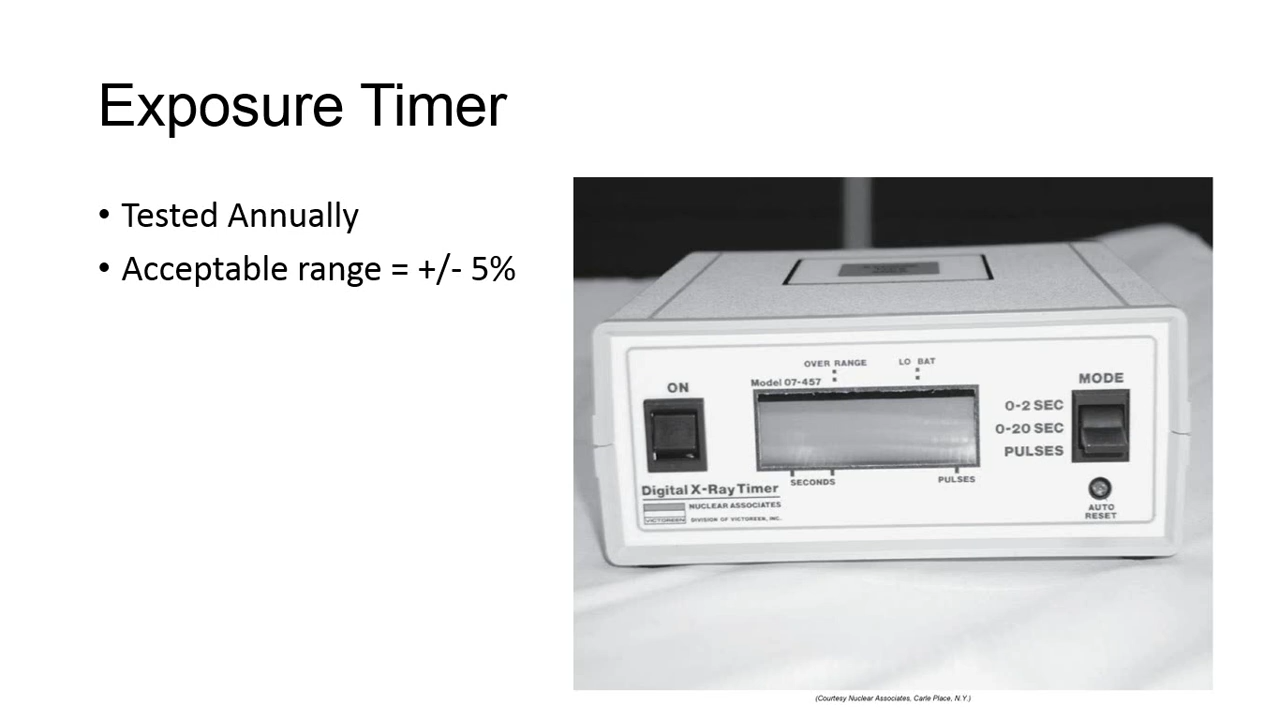 Exposure Timer
• Tested Annually
• Acceptable range = +/- 5%
OVER RANGE
LO BAT
Model 07-457
ON
MODE
0-2 SEC
0-20 SEC
PULSES
SECONDS
PULSES
Digital X-Ray Timer
NUCLEAR ASSOCIATES
VICTOREEN
DIVISION OF VICTOREEN, INC.
AUTO
RESET
(Courtesy Nuclear Associates, Carle Place, N.Y.)